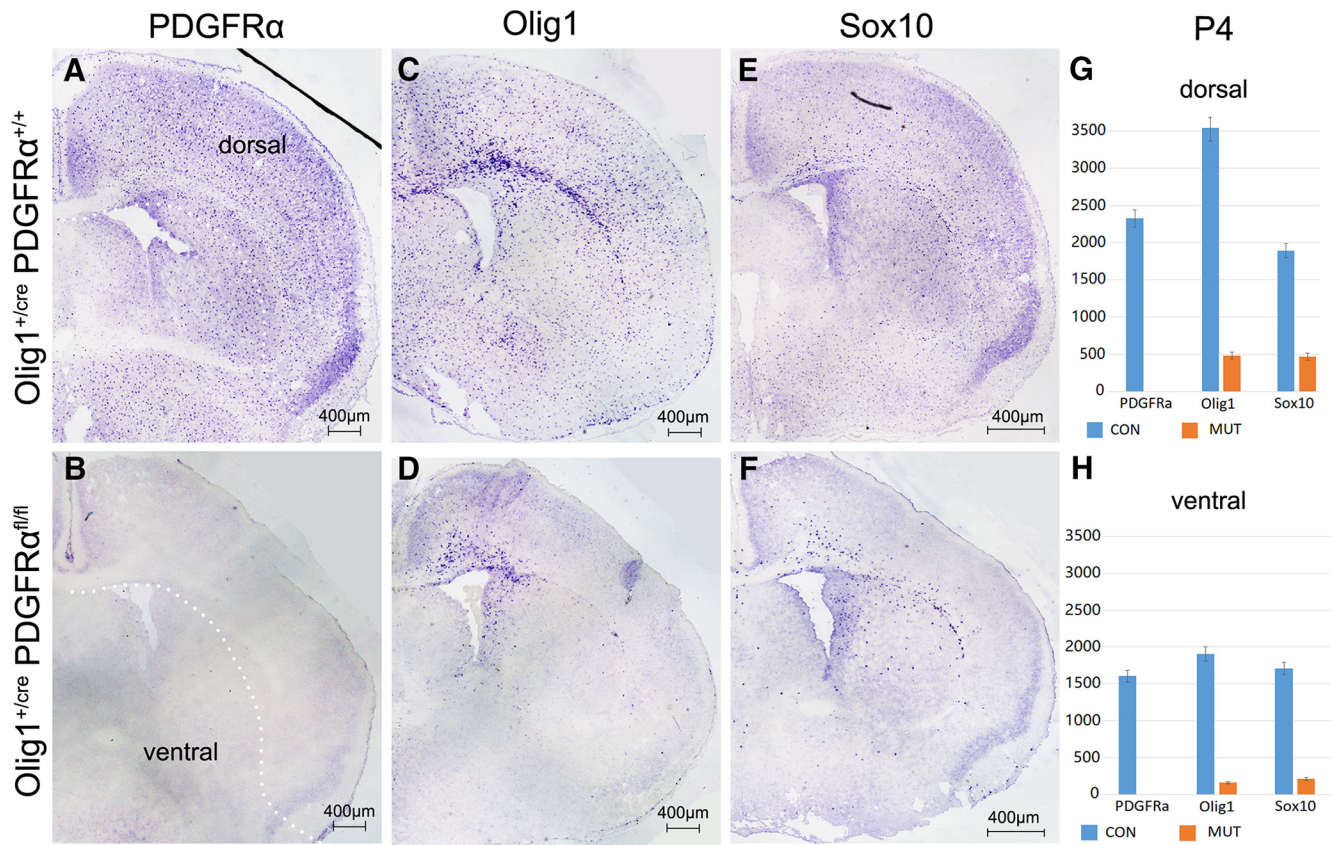 PDGFRα
Olig1
Sox10
P4
Olig1+/cre PDGFRα+/+
A
dorsal
400μm
C
400μm
E
400μm
G
dorsal
3500
3000
2500
2000
1500
1000
500
0
PDGFRa
Olig1
Sox10
CON
MUT
Olig1+/cre PDGFRαfl/fl
B
ventral
400μm
D
400μm
F
400μm
H
ventral
3500
3000
2500
2000
1500
1000
500
0
PDGFRa
Olig1
Sox10
CON
MUT